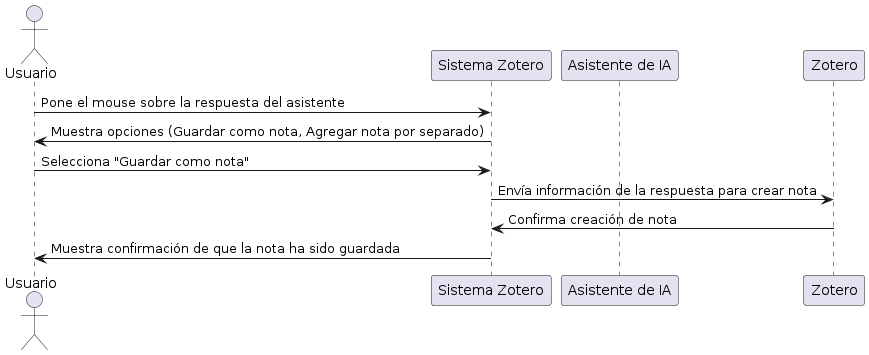 Usuario
Sistema Zotero
Asistente de IA
Zotero
Pone el mouse sobre la respuesta del asistente
Muestra opciones (Guardar como nota, Agregar nota por separado)
Selecciona "Guardar como nota"
Envía información de la respuesta para crear nota
Confirma creación de nota
Muestra confirmación de que la nota ha sido guardada
Usuario
Sistema Zotero
Asistente de IA
Zotero